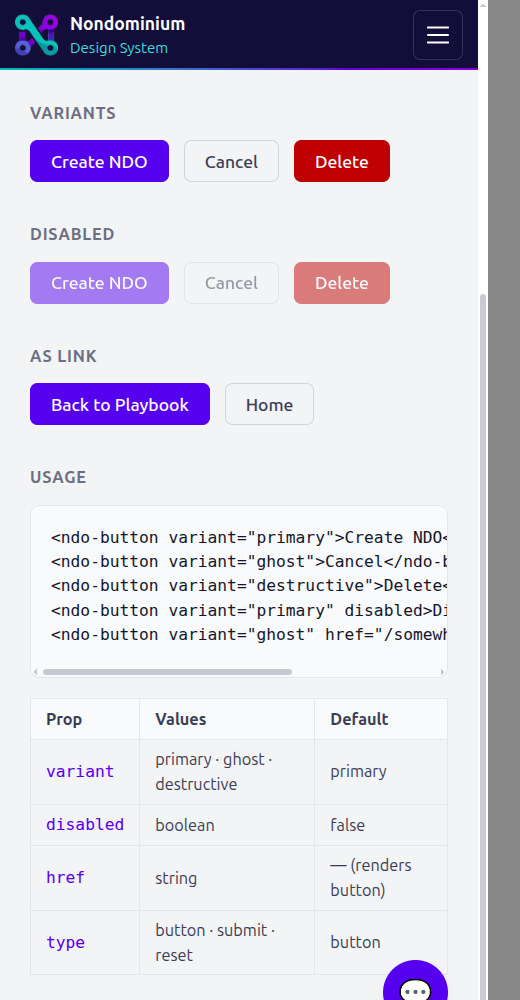 Nondominium
Design System
VARIANTS
Create NDO Cancel Delete
DISABLED
Create NDO Cancel Delete
AS LINK
Back to Playbook Home
USAGE
<ndo-button variant="primary">Create NDO<
<ndo-button variant="ghost">Cancel</ndo-b
<ndo-button variant="destructive">Delete<
<ndo-button variant="primary" disabled>Di
<ndo-button variant="ghost" href="/somewh
Prop Values Default
variant primary · ghost · destructive primary
disabled boolean false
href string — (renders button)
type button · submit · reset button